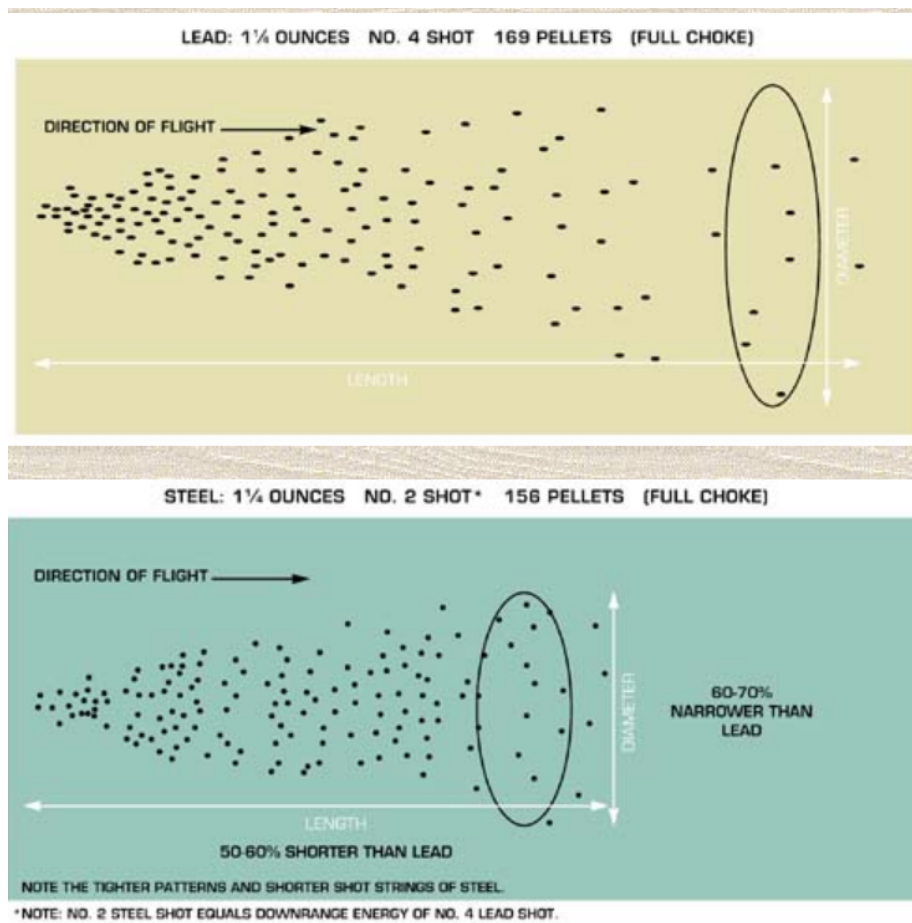 LEAD: 1¼ OUNCES NO. 4 SHOT 169 PELLETS (FULL CHOKE)
DIRECTION OF FLIGHT
DIAMETER
LENGTH
STEEL: 1¼ OUNCES NO. 2 SHOT* 156 PELLETS (FULL CHOKE)
DIRECTION OF FLIGHT
DIAMETER
60-70%
NARROWER THAN
LEAD
LENGTH
50-60% SHORTER THAN LEAD
NOTE THE TIGHTER PATTERNS AND SHORTER SHOT STRINGS OF STEEL.
*NOTE: NO. 2 STEEL SHOT EQUALS DOWNRANGE ENERGY OF NO. 4 LEAD SHOT.